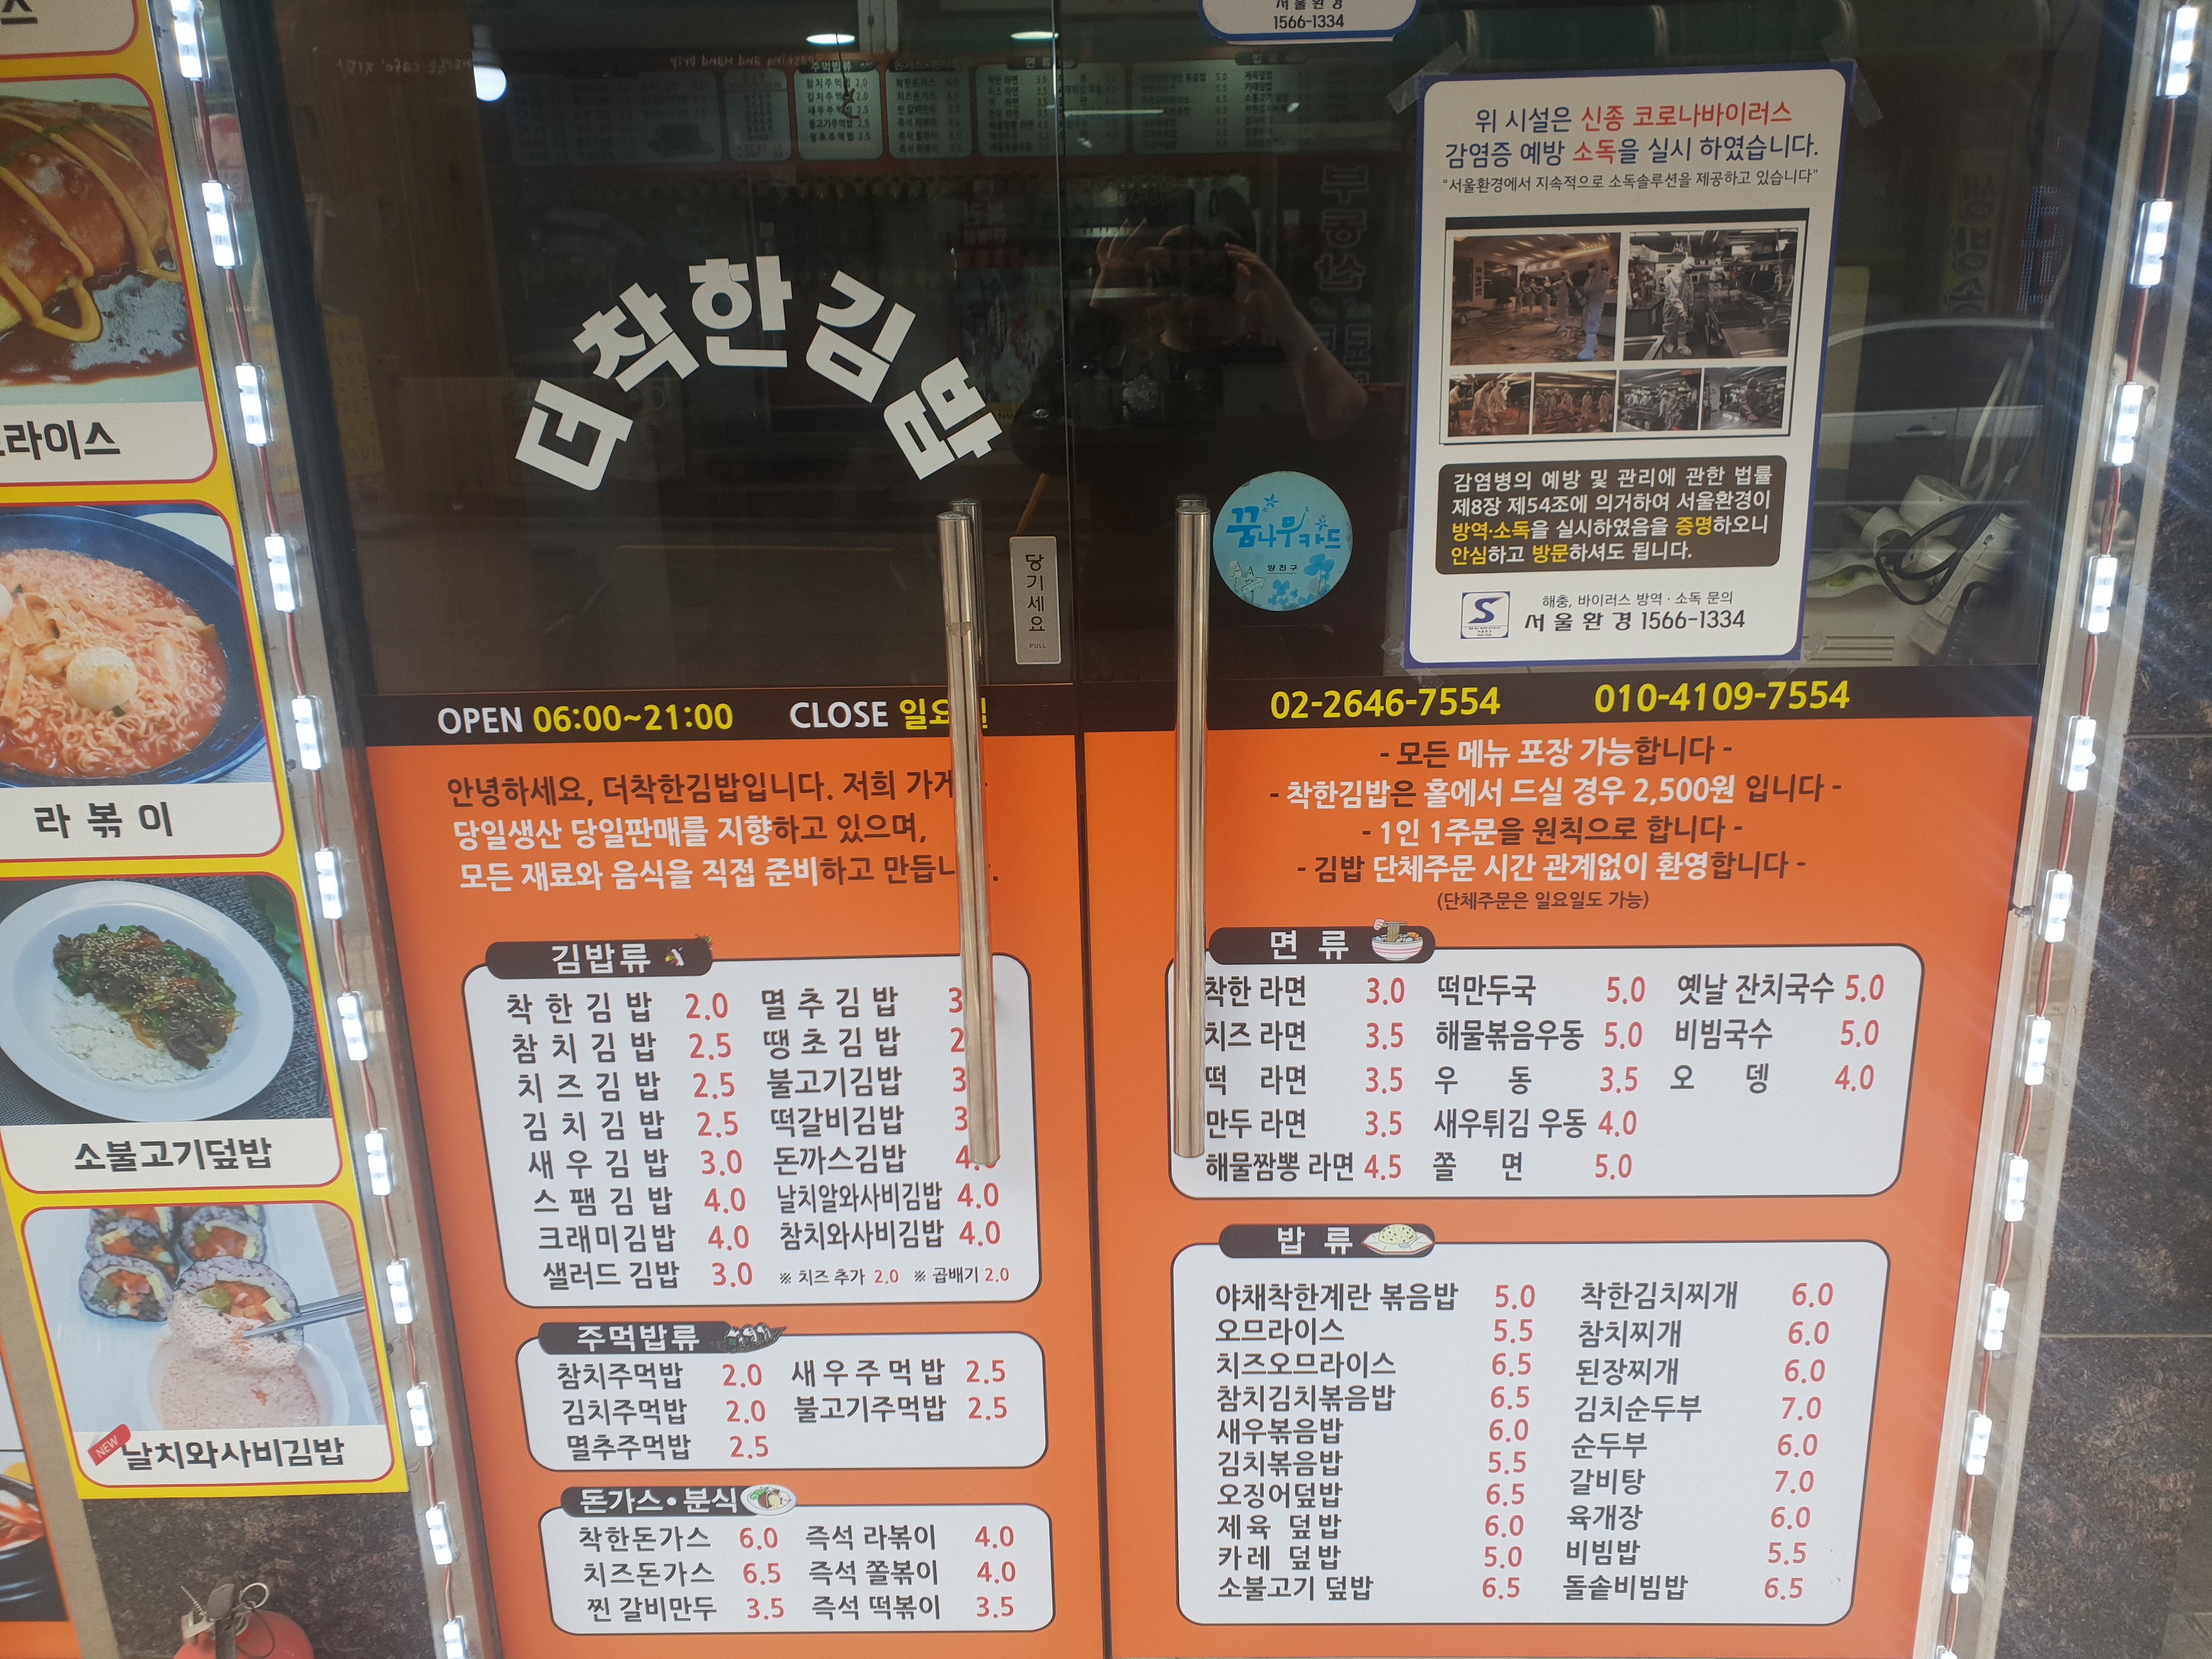 서울환경
1566-1334
위 시설은 신종 코로나바이러스
감염증 예방 소독을 실시 하였습니다.
"서울환경에서 지속적으로 소독솔루션을 제공하고 있습니다"
감염병의 예방 및 관리에 관한 법률
제8장 제54조에 의거하여 서울환경이
방역·소독을 실시하였음을 증명하오니
안심하고 방문하셔도 됩니다.
해충, 바이러스 방역 · 소독 문의
서울환경 1566-1334
더착한김밥
꿈나무카드
양천구
당기세요
PULL
라이스
라볶이
소불고기덮밥
NEW
날치와사비김밥
OPEN 06:00~21:00 CLOSE 일요일
안녕하세요, 더착한김밥입니다. 저희 가게
당일생산 당일판매를 지향하고 있으며,
모든 재료와 음식을 직접 준비하고 만듭니
김밥류
착한김밥 2.0 멸추김밥 3
참치김밥 2.5 땡초김밥 2
치즈김밥 2.5 불고기김밥 3
김치김밥 2.5 떡갈비김밥 3
새우김밥 3.0 돈까스김밥 4.0
스팸김밥 4.0 날치알와사비김밥 4.0
크래미김밥 4.0 참치와사비김밥 4.0
샐러드 김밥 3.0 ※ 치즈 추가 2.0 ※ 곱배기 2.0
주먹밥류
참치주먹밥 2.0 새우주먹밥 2.5
김치주먹밥 2.0 불고기주먹밥 2.5
멸추주먹밥 2.5
돈가스•분식
착한돈가스 6.0 즉석 라볶이 4.0
치즈돈가스 6.5 즉석 쫄볶이 4.0
찐 갈비만두 3.5 즉석 떡볶이 3.5
02-2646-7554 010-4109-7554
- 모든 메뉴 포장 가능합니다 -
- 착한김밥은 홀에서 드실 경우 2,500원 입니다 -
- 1인 1주문을 원칙으로 합니다 -
- 김밥 단체주문 시간 관계없이 환영합니다 -
(단체주문은 일요일도 가능)
면류
착한 라면 3.0 떡만두국 5.0 옛날 잔치국수 5.0
치즈 라면 3.5 해물볶음우동 5.0 비빔국수 5.0
떡 라면 3.5 우동 3.5 오뎅 4.0
만두 라면 3.5 새우튀김 우동 4.0
해물짬뽕 라면 4.5 쫄면 5.0
밥류
야채착한계란 볶음밥 5.0 착한김치찌개 6.0
오므라이스 5.5 참치찌개 6.0
치즈오므라이스 6.5 된장찌개 6.0
참치김치볶음밥 6.5 김치순두부 7.0
새우볶음밥 6.0 순두부 6.0
김치볶음밥 5.5 갈비탕 7.0
오징어덮밥 6.5 육개장 6.0
제육 덮밥 6.0 비빔밥 5.5
카레 덮밥 5.0 돌솥비빔밥 6.5
소불고기 덮밥 6.5